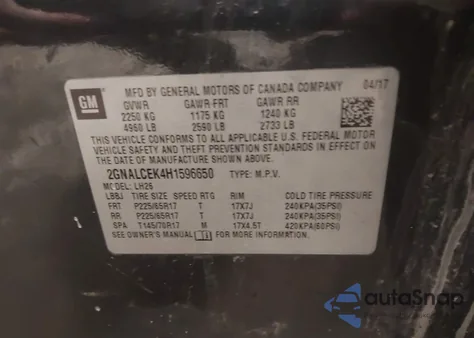 GM
MFD BY GENERAL MOTORS OF CANADA COMPANY 04/17
GVWR GAWR FRT GAWR RR
2250 KG 1175 KG 1240 KG
4960 LB 2590 LB 2733 LB
THIS VEHICLE CONFORMS TO ALL APPLICABLE U.S. FEDERAL MOTOR
VEHICLE SAFETY AND THEFT PREVENTION STANDARDS IN EFFECT ON
THE DATE OF MANUFACTURE SHOWN ABOVE.
2GNALCEK4H1596650 TYPE: M.P.V.
MODEL: LH26
LBBJ TIRE SIZE SPEED RTG RIM COLD TIRE PRESSURE
FRT P225/65R17 T 17X7J 240KPA(35PSI)
RR P225/65R17 T 17X7J 240KPA(35PSI)
SPA T145/70R17 M 17X4.5T 420KPA(60PSI)
SEE OWNER'S MANUAL FOR MORE INFORMATION.
autoSnap